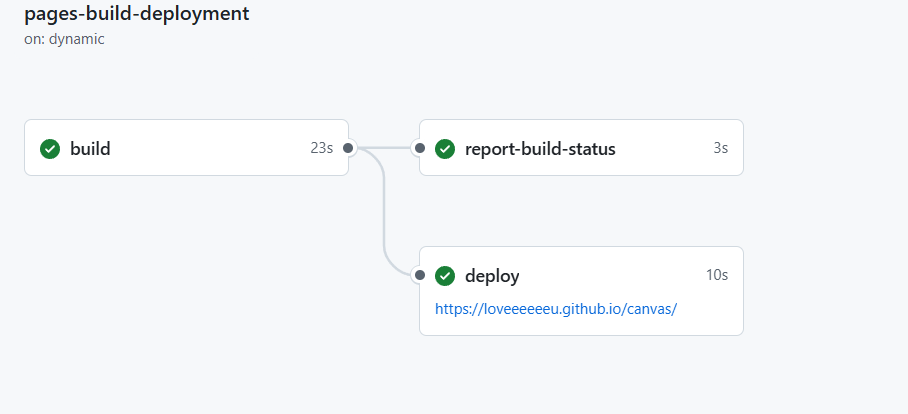 pages-build-deployment
on: dynamic
build 23s
report-build-status 3s
deploy 10s
https://loveeeeeeu.github.io/canvas/